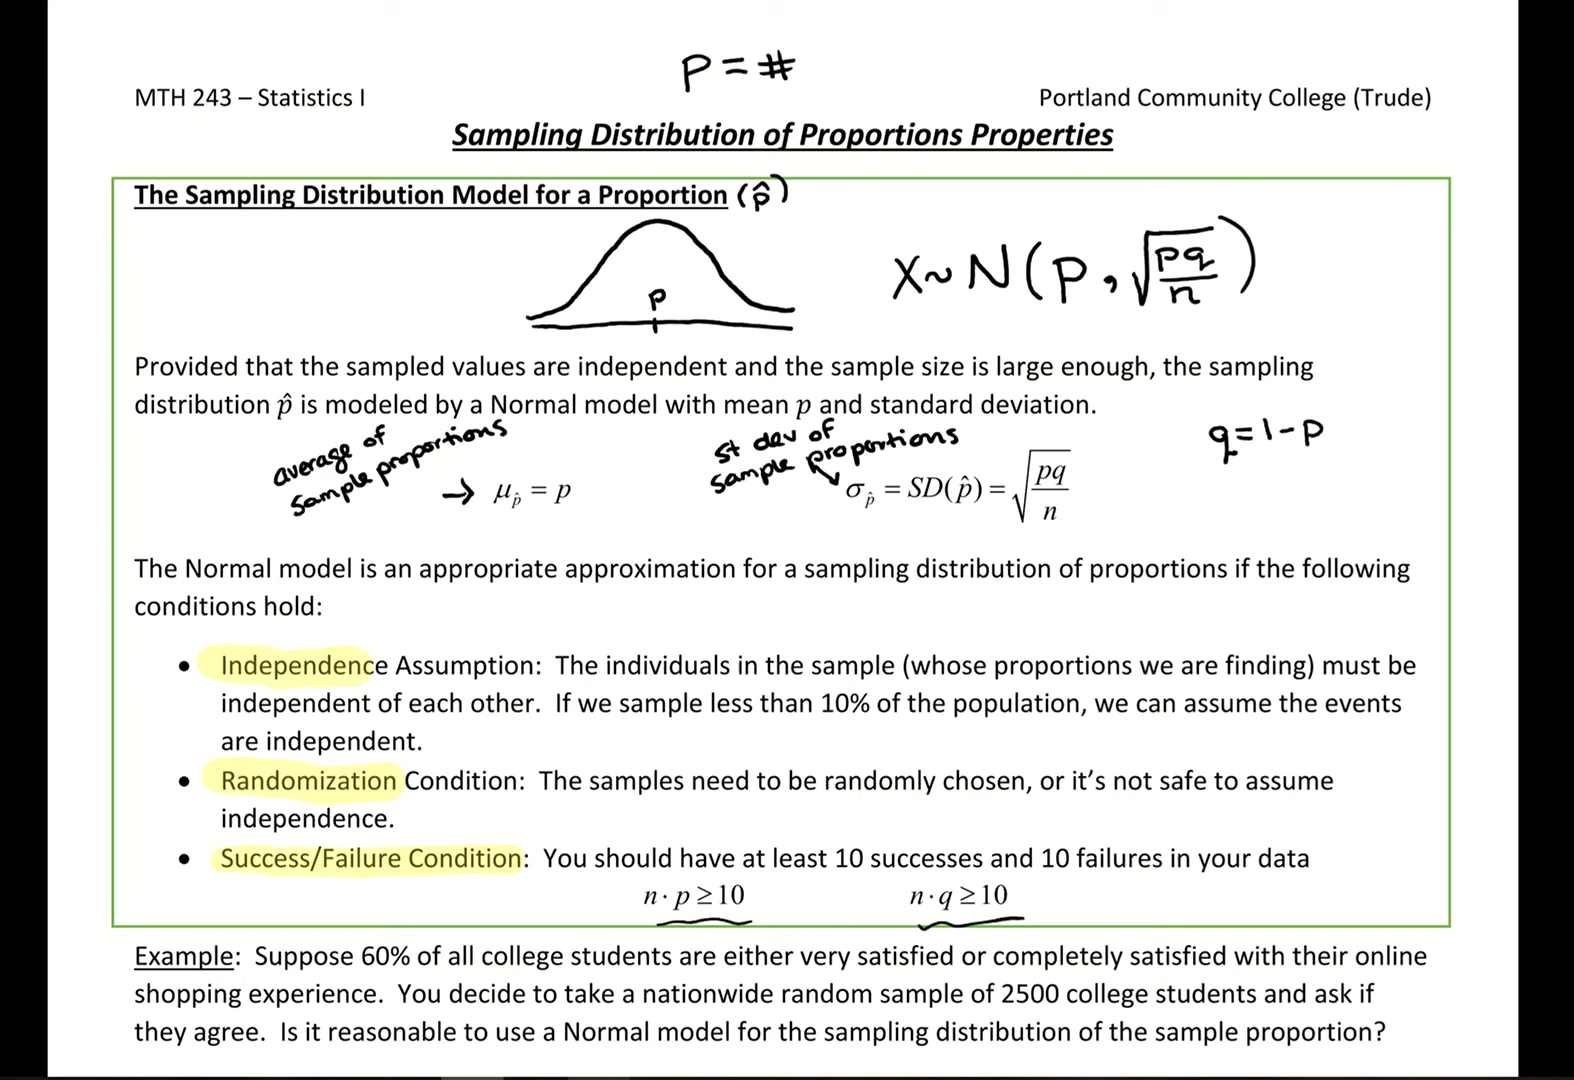 P = #
MTH 243 – Statistics I
Portland Community College (Trude)
Sampling Distribution of Proportions Properties
The Sampling Distribution Model for a Proportion (p̂)
p
X ~ N(p, √(pq/n))
Provided that the sampled values are independent and the sample size is large enough, the sampling
distribution p̂ is modeled by a Normal model with mean p and standard deviation.
average of
sample proportions
→ μ_p̂ = p
st dev of
sample proportions
σ_p̂ = SD(p̂) = √(pq/n)
q = 1 - p
The Normal model is an appropriate approximation for a sampling distribution of proportions if the following
conditions hold:
• Independence Assumption: The individuals in the sample (whose proportions we are finding) must be
independent of each other. If we sample less than 10% of the population, we can assume the events
are independent.
• Randomization Condition: The samples need to be randomly chosen, or it’s not safe to assume
independence.
• Success/Failure Condition: You should have at least 10 successes and 10 failures in your data
n · p ≥ 10 n · q ≥ 10
Example: Suppose 60% of all college students are either very satisfied or completely satisfied with their online
shopping experience. You decide to take a nationwide random sample of 2500 college students and ask if
they agree. Is it reasonable to use a Normal model for the sampling distribution of the sample proportion?